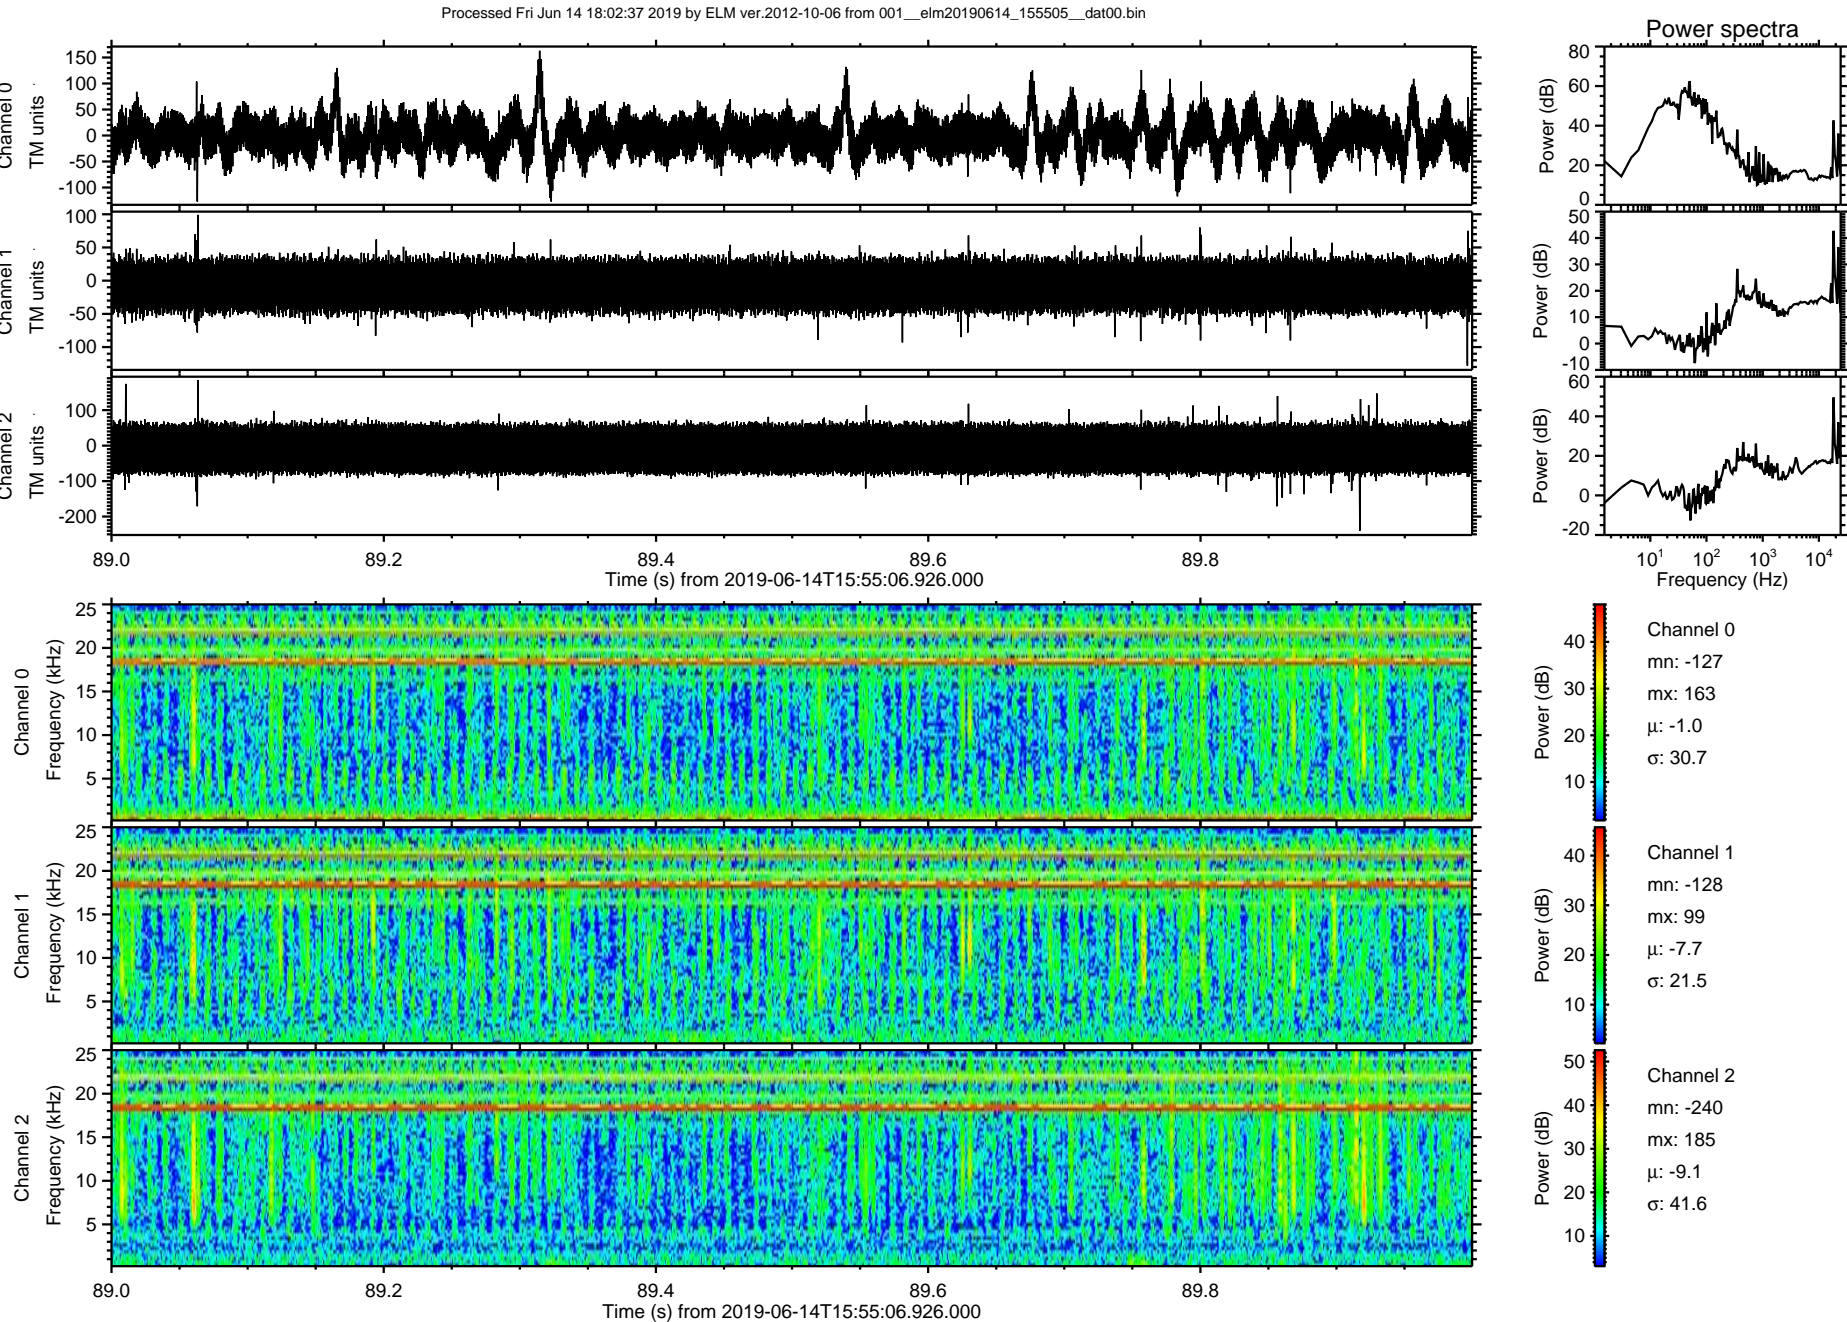 Processed Fri Jun 14 18:02:37 2019 by ELM ver.2012-10-06 from 001__elm20190614_155505__dat00.bin
Power spectra
Channel 0
TM units
150
100
50
0
-50
-100
Power (dB)
80
60
40
20
0
Channel 1
TM units
100
50
0
-50
-100
Power (dB)
50
40
30
20
10
0
-10
Channel 2
TM units
100
0
-100
-200
Power (dB)
60
40
20
0
-20
89.0 89.2 89.4 89.6 89.8
Time (s) from 2019-06-14T15:55:06.926.000
10^1 10^2 10^3 10^4
Frequency (Hz)
Channel 0
Frequency (kHz)
25
20
15
10
5
Power (dB)
40
30
20
10
Channel 0
mn: -127
mx: 163
μ: -1.0
σ: 30.7
Channel 1
Frequency (kHz)
25
20
15
10
5
Power (dB)
40
30
20
10
Channel 1
mn: -128
mx: 99
μ: -7.7
σ: 21.5
Channel 2
Frequency (kHz)
25
20
15
10
5
Power (dB)
50
40
30
20
10
Channel 2
mn: -240
mx: 185
μ: -9.1
σ: 41.6
89.0 89.2 89.4 89.6 89.8
Time (s) from 2019-06-14T15:55:06.926.000